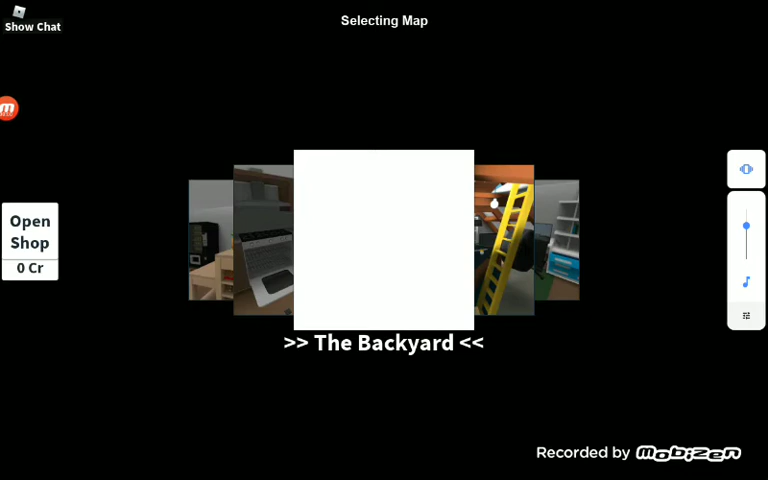 Selecting Map
Show Chat
Open
Shop
0 Cr
>> The Backyard <<
Recorded by Mobizen